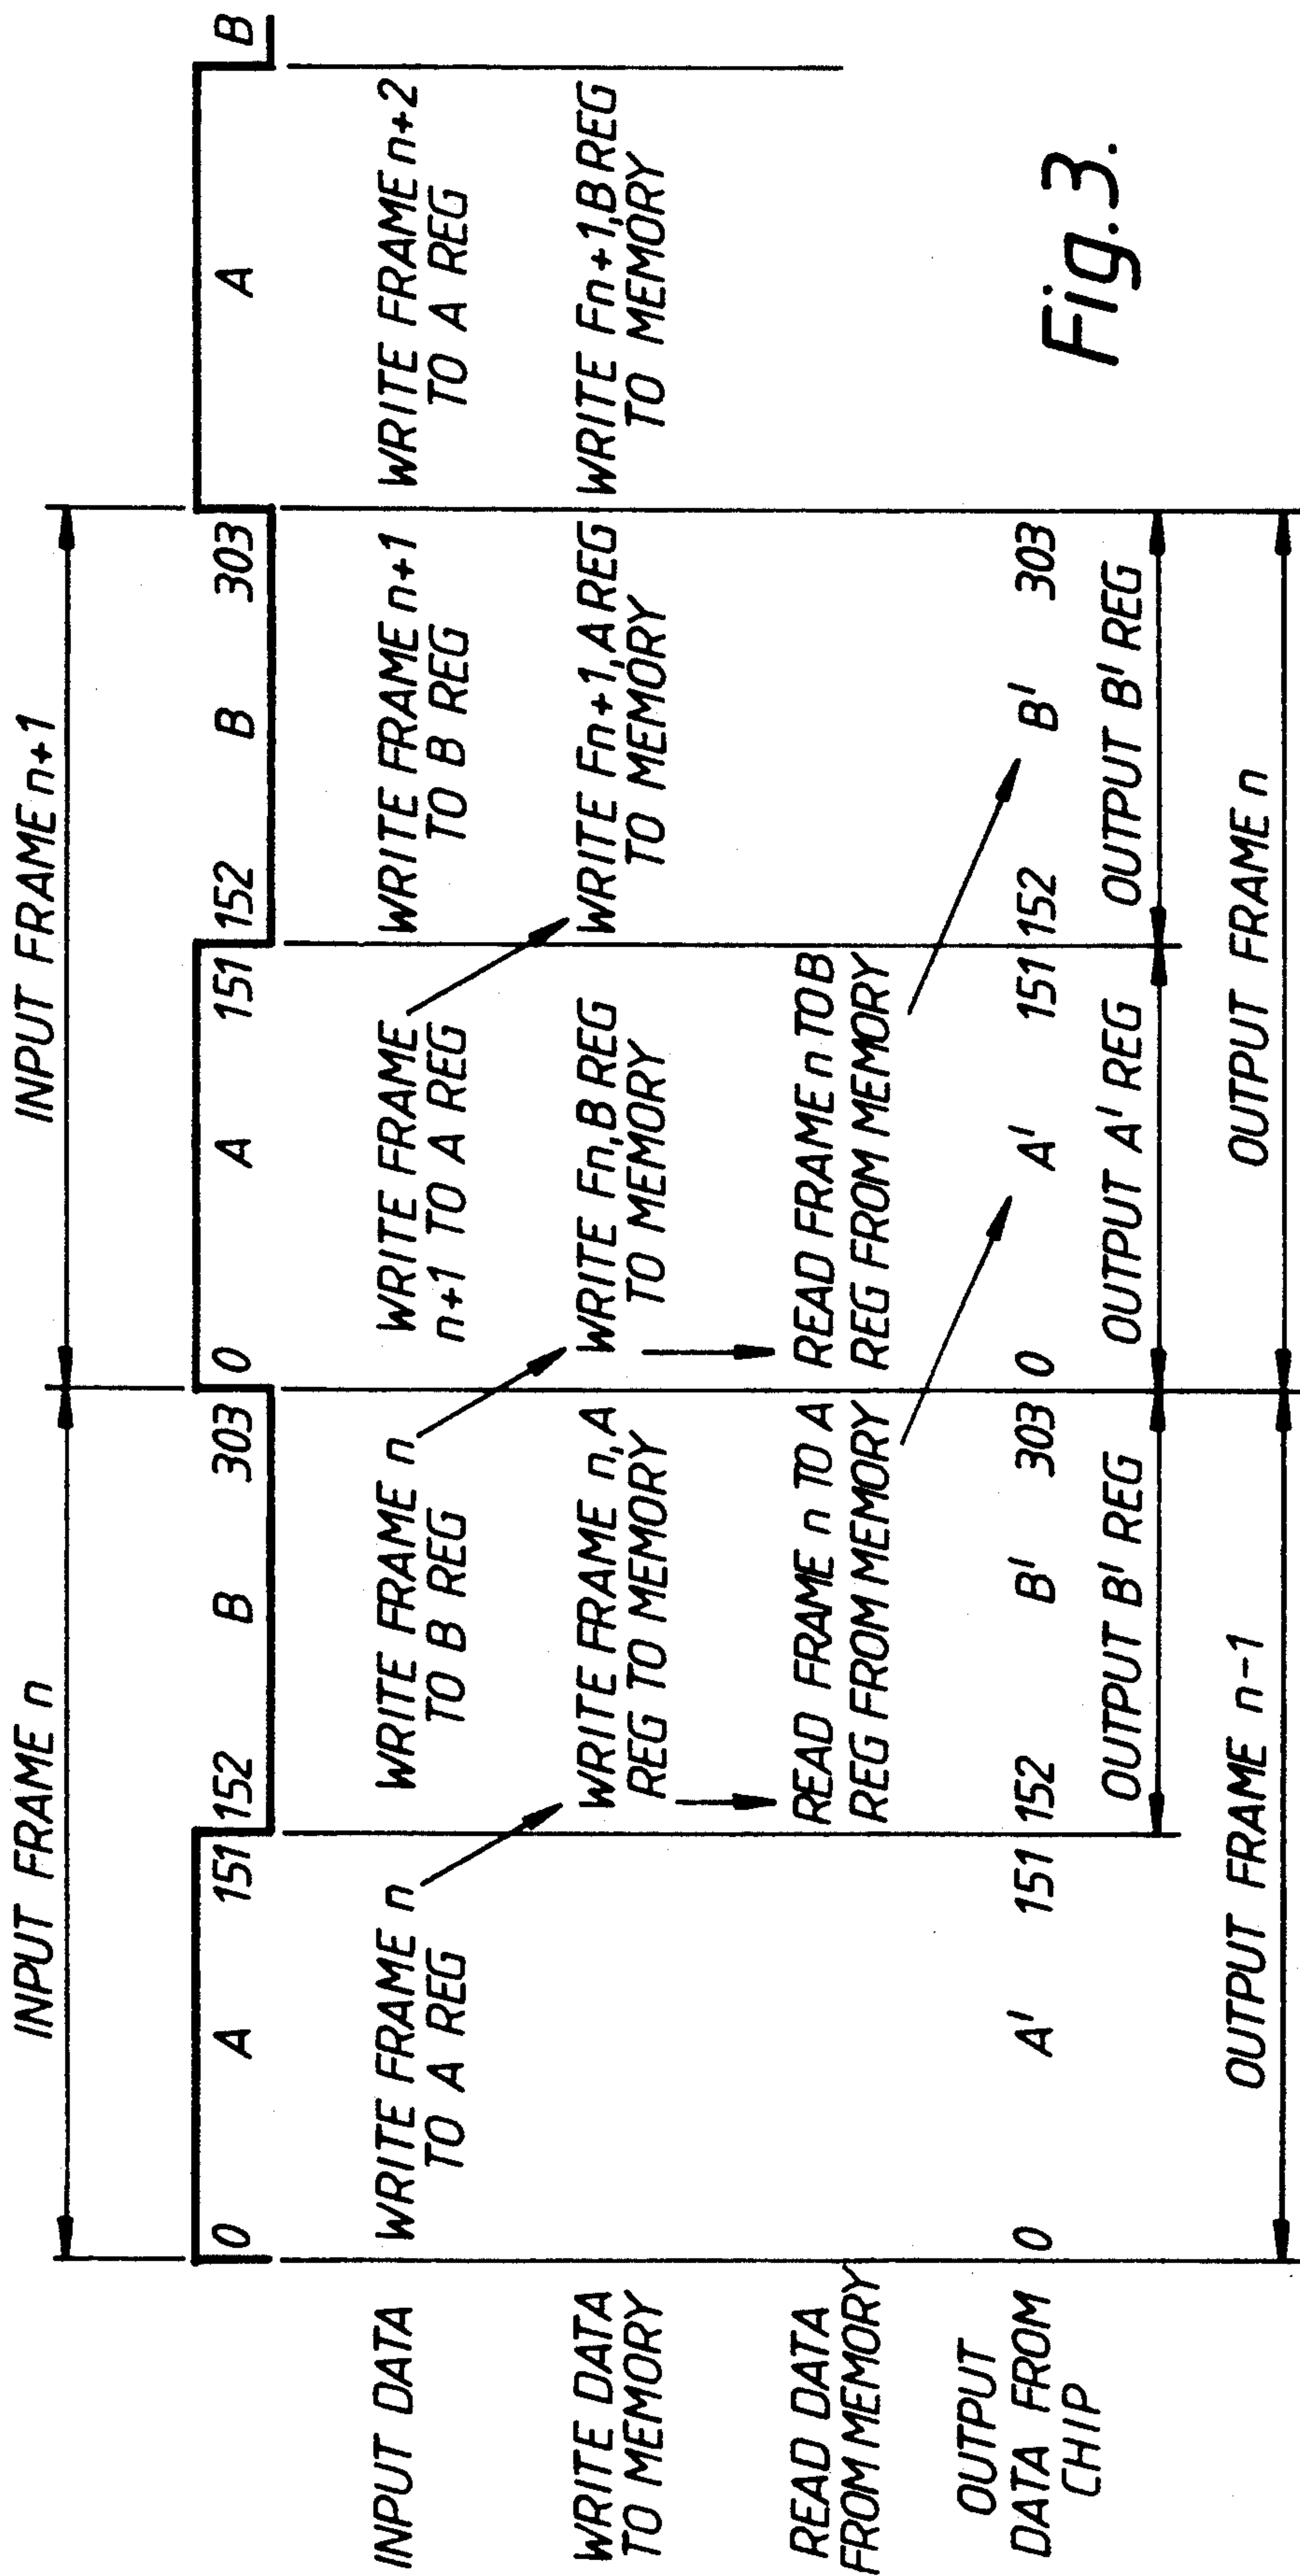 INPUT FRAME n
INPUT FRAME n+1
0 A 151 152 B 303 0 A 151 152 B 303 A B
INPUT DATA
WRITE FRAME n
TO A REG
WRITE FRAME n
TO B REG
WRITE FRAME
n+1 TO A REG
WRITE FRAME n+1
TO B REG
WRITE FRAME n+2
TO A REG
WRITE DATA
TO MEMORY
WRITE FRAME n, A
REG TO MEMORY
WRITE Fn,B REG
TO MEMORY
WRITE Fn+1,A REG
TO MEMORY
WRITE Fn+1,B REG
TO MEMORY
READ DATA
FROM MEMORY
READ FRAME n TO A
REG FROM MEMORY
READ FRAME n TO B
REG FROM MEMORY
OUTPUT
DATA FROM
CHIP
0 A' 151 152 B' 303 0 A' 151 152 B' 303
OUTPUT B' REG
OUTPUT A' REG
OUTPUT B' REG
OUTPUT FRAME n-1
OUTPUT FRAME n
Fig.3.